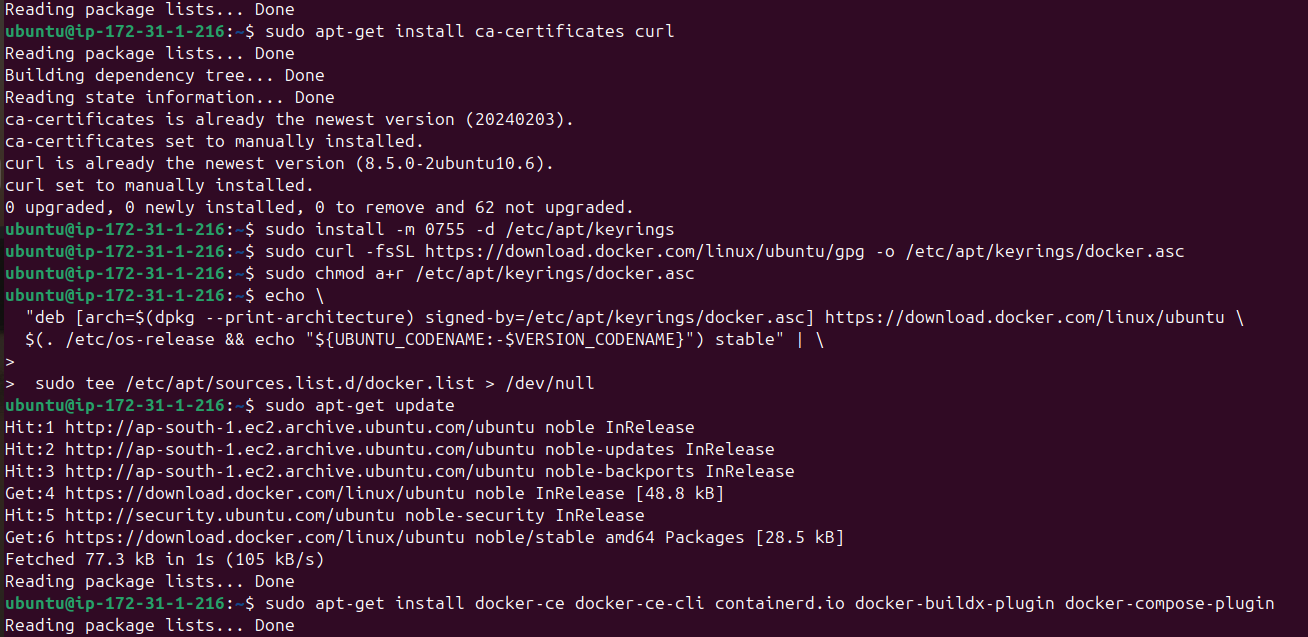 Reading package lists... Done
ubuntu@ip-172-31-1-216:~$ sudo apt-get install ca-certificates curl
Reading package lists... Done
Building dependency tree... Done
Reading state information... Done
ca-certificates is already the newest version (20240203).
ca-certificates set to manually installed.
curl is already the newest version (8.5.0-2ubuntu10.6).
curl set to manually installed.
0 upgraded, 0 newly installed, 0 to remove and 62 not upgraded.
ubuntu@ip-172-31-1-216:~$ sudo install -m 0755 -d /etc/apt/keyrings
ubuntu@ip-172-31-1-216:~$ sudo curl -fsSL https://download.docker.com/linux/ubuntu/gpg -o /etc/apt/keyrings/docker.asc
ubuntu@ip-172-31-1-216:~$ sudo chmod a+r /etc/apt/keyrings/docker.asc
ubuntu@ip-172-31-1-216:~$ echo \
  "deb [arch=$(dpkg --print-architecture) signed-by=/etc/apt/keyrings/docker.asc] https://download.docker.com/linux/ubuntu \
  $(. /etc/os-release && echo "${UBUNTU_CODENAME:-$VERSION_CODENAME}") stable" | \
>
>  sudo tee /etc/apt/sources.list.d/docker.list > /dev/null
ubuntu@ip-172-31-1-216:~$ sudo apt-get update
Hit:1 http://ap-south-1.ec2.archive.ubuntu.com/ubuntu noble InRelease
Hit:2 http://ap-south-1.ec2.archive.ubuntu.com/ubuntu noble-updates InRelease
Hit:3 http://ap-south-1.ec2.archive.ubuntu.com/ubuntu noble-backports InRelease
Get:4 https://download.docker.com/linux/ubuntu noble InRelease [48.8 kB]
Hit:5 http://security.ubuntu.com/ubuntu noble-security InRelease
Get:6 https://download.docker.com/linux/ubuntu noble/stable amd64 Packages [28.5 kB]
Fetched 77.3 kB in 1s (105 kB/s)
Reading package lists... Done
ubuntu@ip-172-31-1-216:~$ sudo apt-get install docker-ce docker-ce-cli containerd.io docker-buildx-plugin docker-compose-plugin
Reading package lists... Done